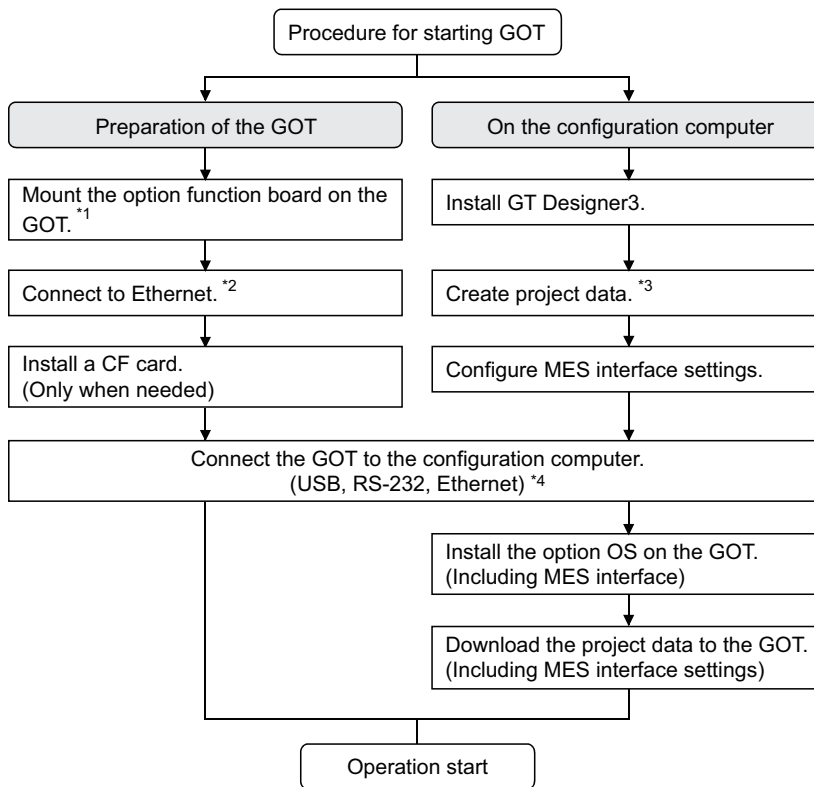 Procedure for starting GOT
Preparation of the GOT
On the configuration computer
Mount the option function board on the
GOT. *1
Install GT Designer3.
Connect to Ethernet. *2
Create project data. *3
Install a CF card.
(Only when needed)
Configure MES interface settings.
Connect the GOT to the configuration computer.
(USB, RS-232, Ethernet) *4
Install the option OS on the GOT.
(Including MES interface)
Download the project data to the GOT.
(Including MES interface settings)
Operation start